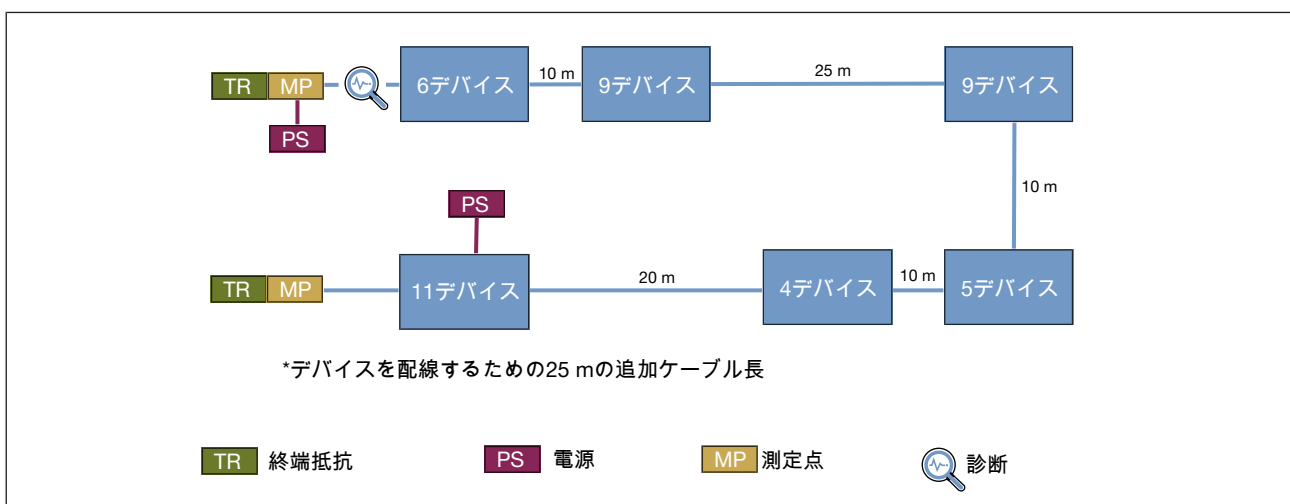 TR MP
6デバイス
10 m
9デバイス
25 m
9デバイス
PS
10 m
PS
TR MP
11デバイス
20 m
4デバイス
10 m
5デバイス
*デバイスを配線するための25 mの追加ケーブル長
TR 終端抵抗
PS 電源
MP 測定点
診断